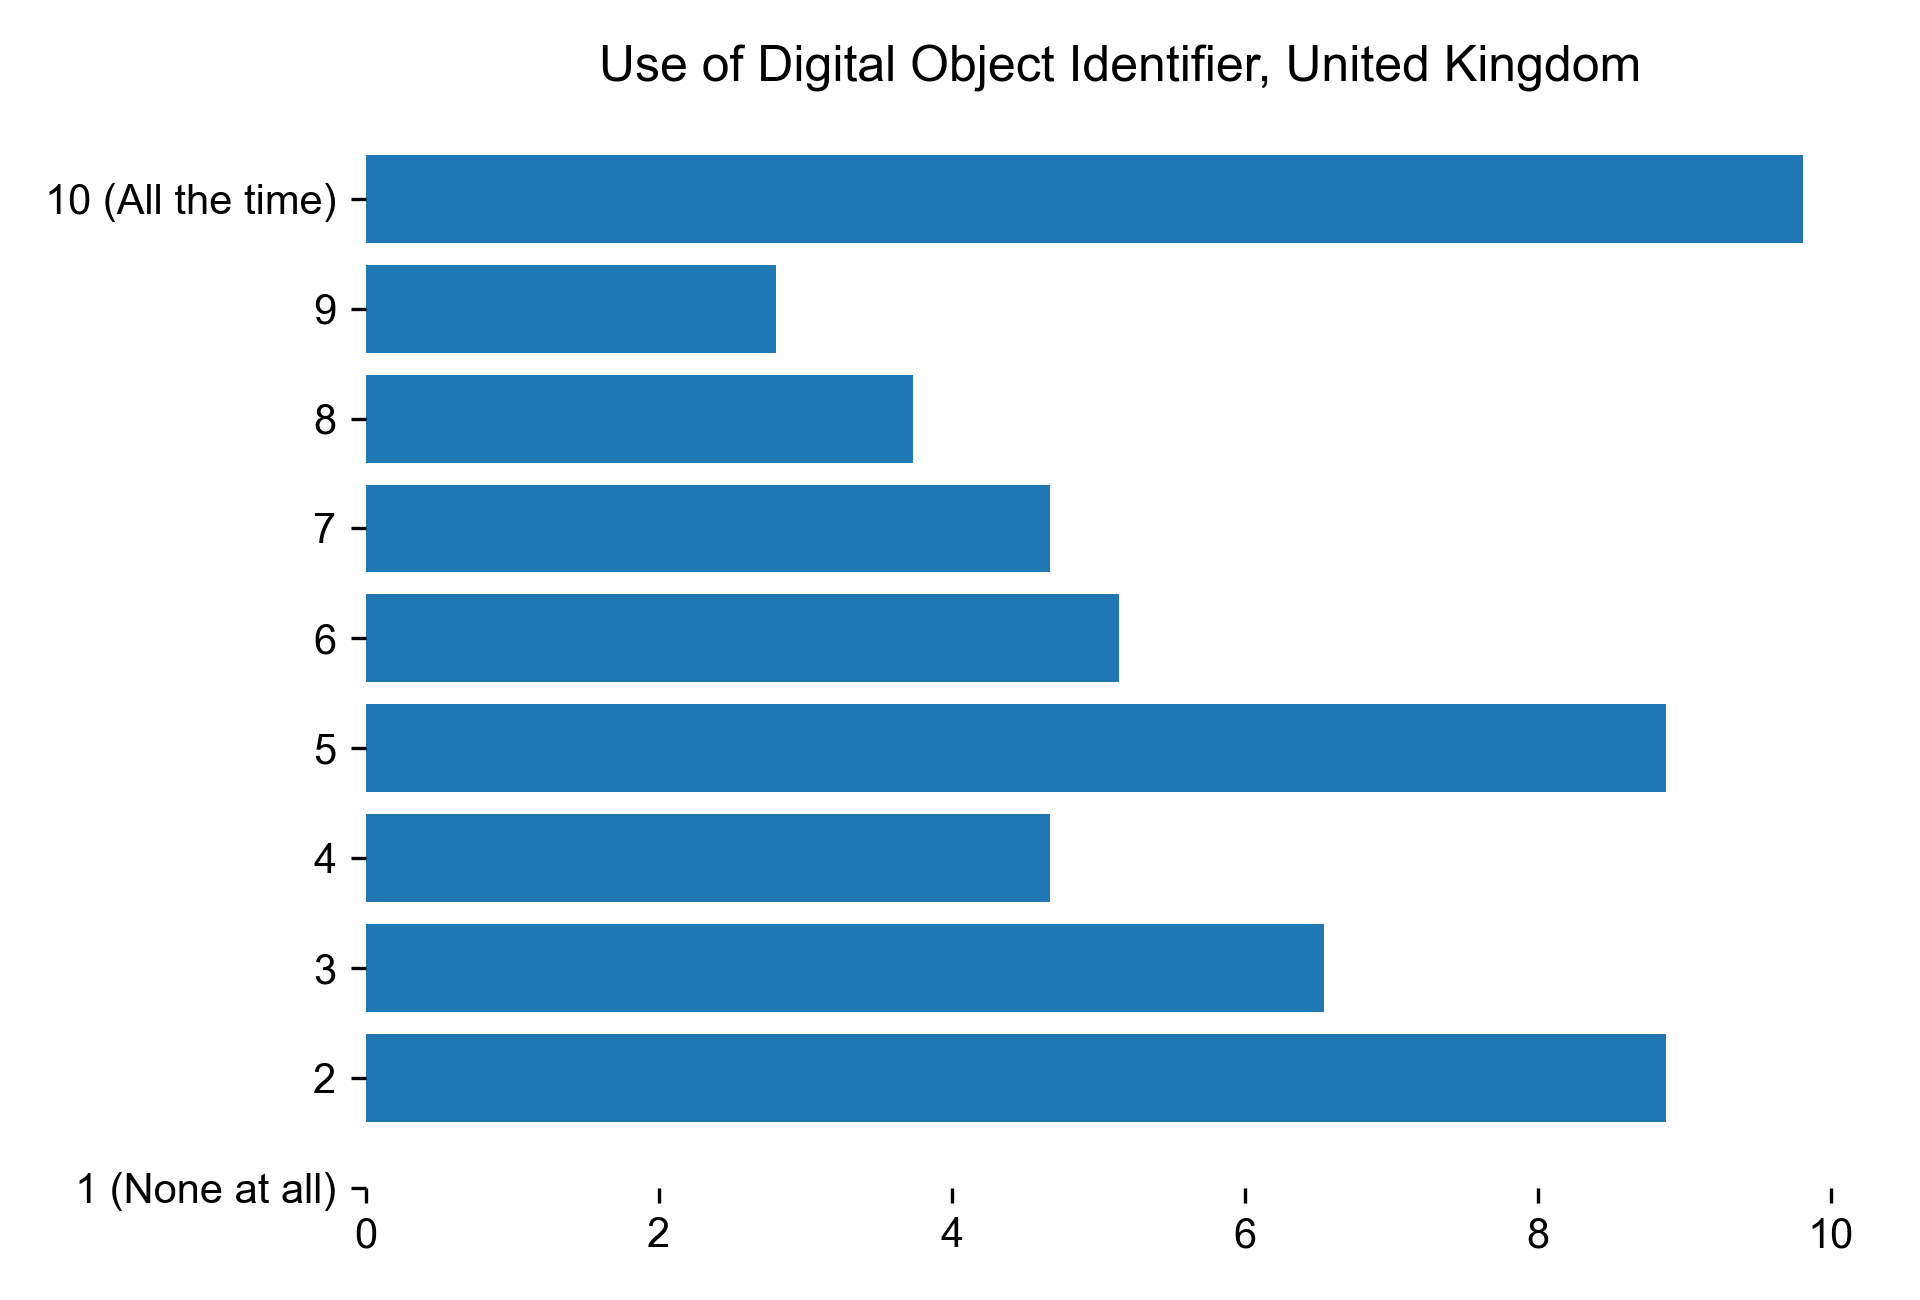 Use of Digital Object Identifier, United Kingdom
10 (All the time)
9
8
7
6
5
4
3
2
1 (None at all)
0 2 4 6 8 10